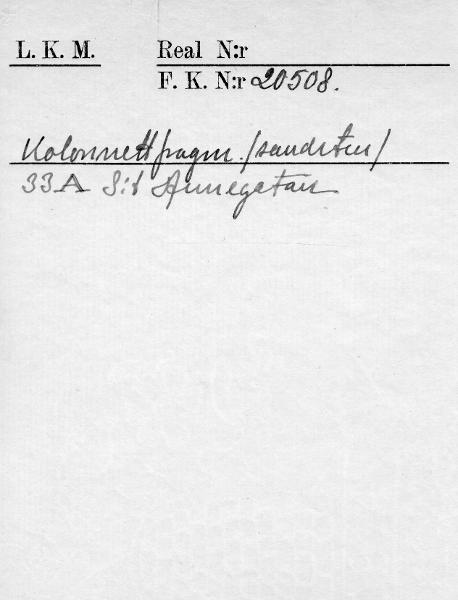 L. K. M. Real N:r
F. K. N:r 20508.
Kolonnettfragm. (sandsten)
33 A S:t Annegatan